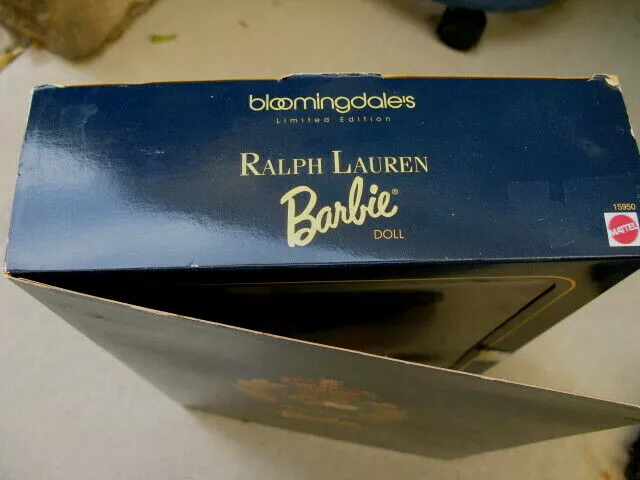 bloomingdale's
Limited Edition
RALPH LAUREN
Barbie®
DOLL
15950
MATTEL